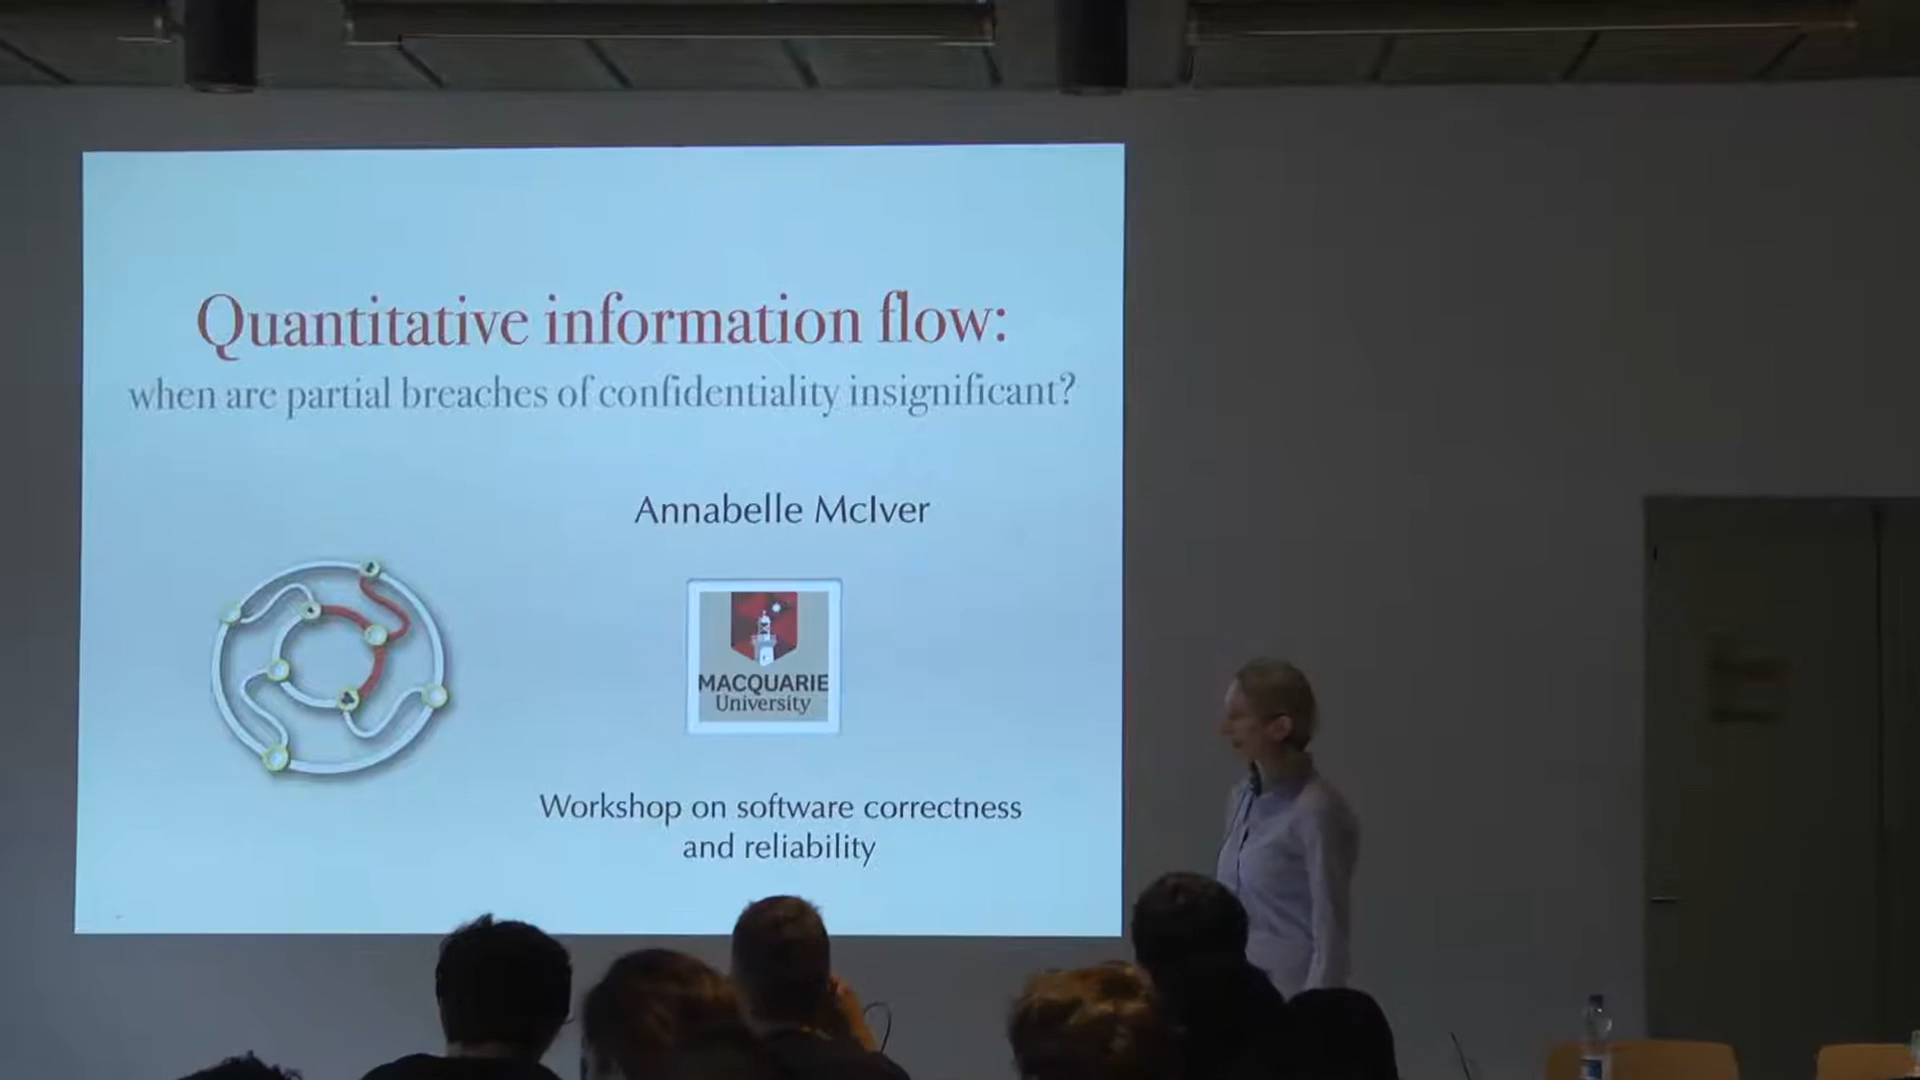 Quantitative information flow:
when are partial breaches of confidentiality insignificant?
Annabelle McIver
MACQUARIE
University
Workshop on software correctness
and reliability